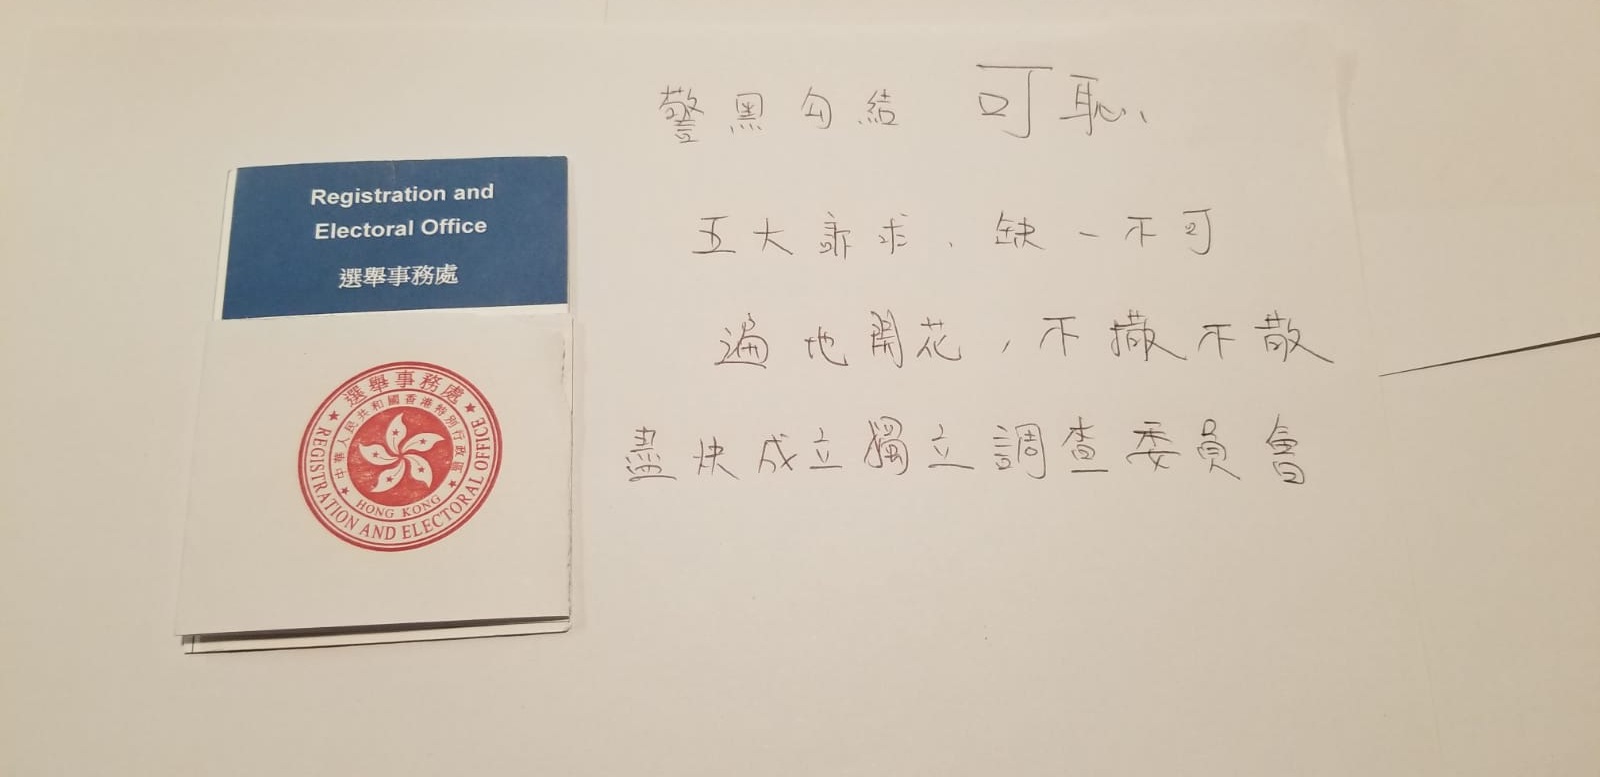 Registration and
Electoral Office
選舉事務處
選舉事務處
中華人民共和國香港特別行政區
HONG KONG
REGISTRATION AND ELECTORAL OFFICE
警黑勾結 可恥、
五大訴求、缺一不可
遍地開花，不撤不散
盡快成立獨立調查委員會